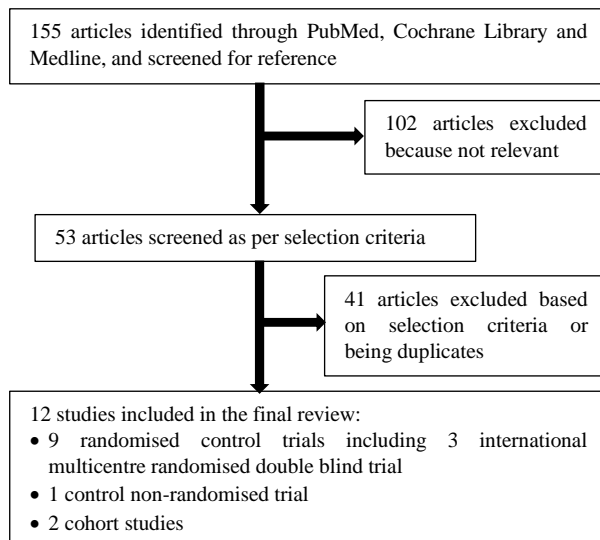 155 articles identified through PubMed, Cochrane Library and
Medline, and screened for reference
102 articles excluded
because not relevant
53 articles screened as per selection criteria
41 articles excluded based
on selection criteria or
being duplicates
12 studies included in the final review:
• 9 randomised control trials including 3 international
multicentre randomised double blind trial
• 1 control non-randomised trial
• 2 cohort studies